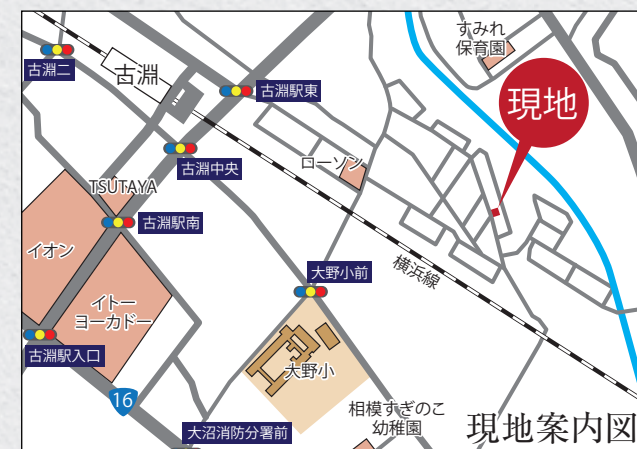 すみれ
保育園
古淵二
古淵
古淵駅東
現地
古淵中央
ローソン
TSUTAYA
古淵駅南
イオン
横浜線
大野小前
イトー
ヨーカドー
古淵駅入口
大野小
16
相模すぎのこ
幼稚園
大沼消防分署前
現地案内図